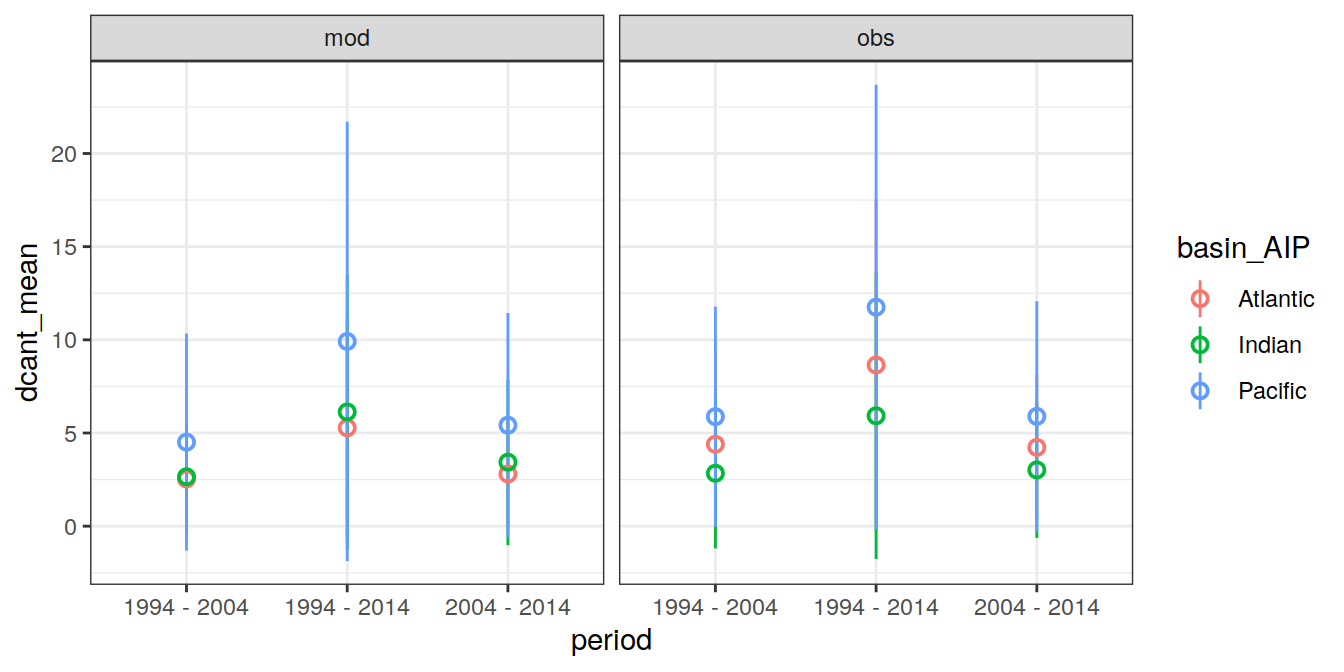 mod obs
20
15
10
5
0
dcant_mean
1994 - 2004 1994 - 2014 2004 - 2014 1994 - 2004 1994 - 2014 2004 - 2014
period
basin_AIP
Atlantic
Indian
Pacific